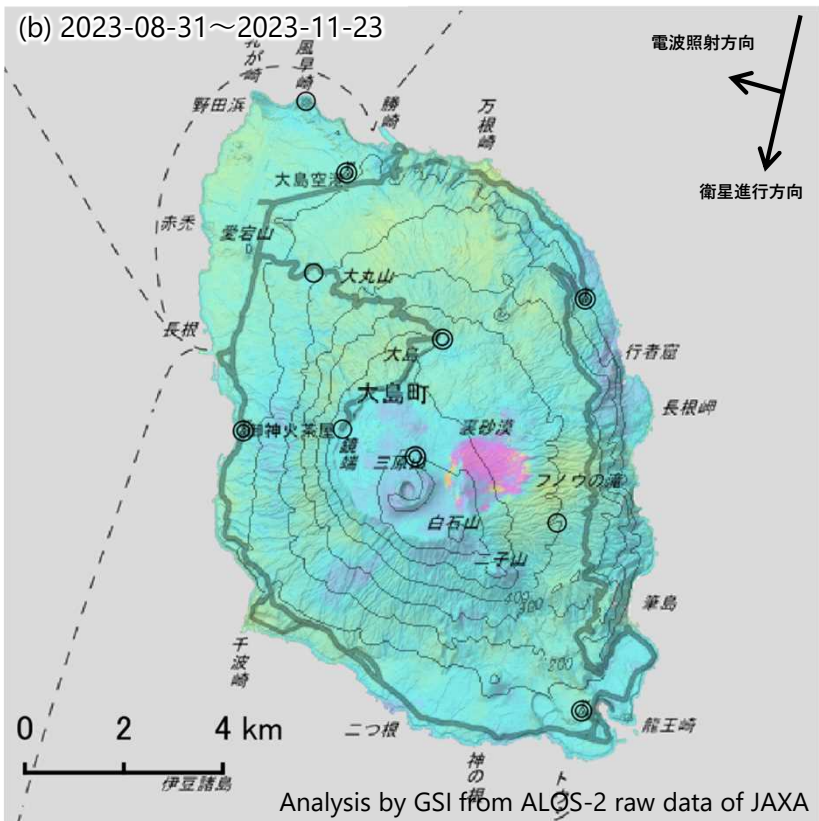 (b) 2023-08-31～2023-11-23
電波照射方向
衛星進行方向
風早崎
野田浜
勝崎
万根崎
大島空港
赤禿
愛宕山
大丸山
長根
大島
行者窟
長根岬
大島町
御神火茶屋
鏡端
裏砂漠
三原山
フノウの滝
白石山
二子山
400
300
筆島
200
千波崎
0 2 4 km
二つ根
龍王崎
神の根
伊豆諸島
Analysis by GSI from ALOS-2 raw data of JAXA